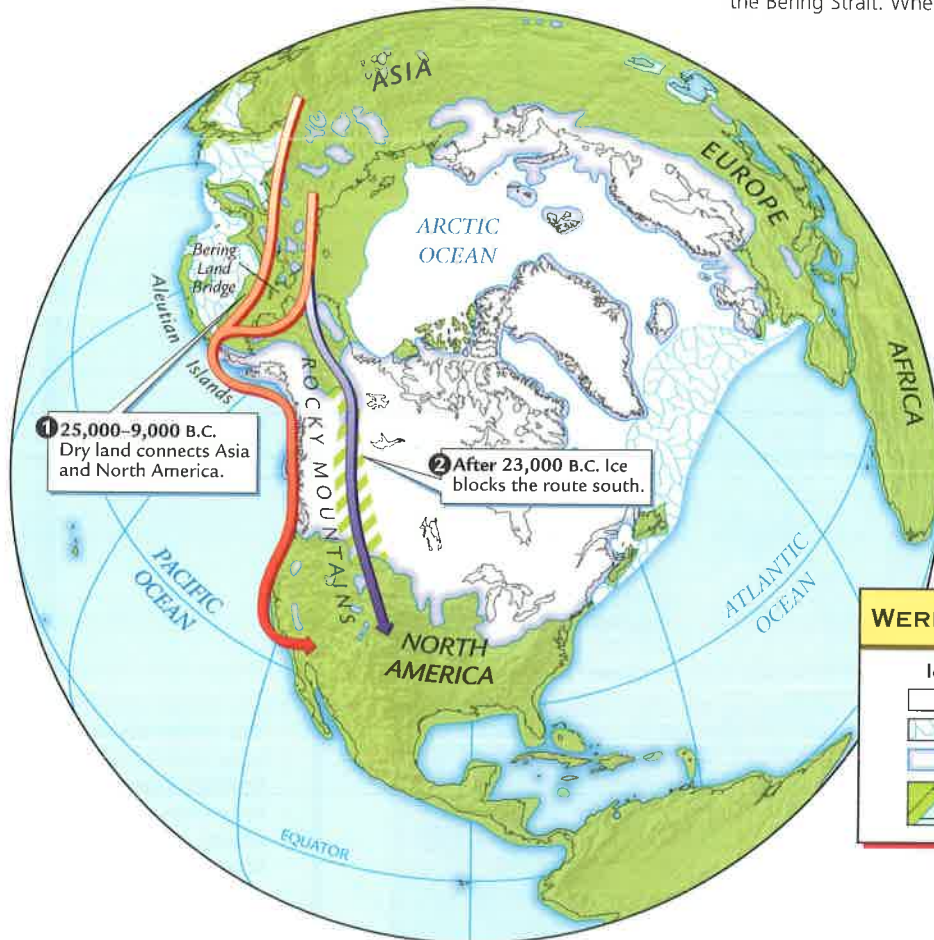 the Bering Strait. Whe
ASIA
EUROPE
ARCTIC
OCEAN
Bering
Land
Bridge
Aleutian
Islands
AFRICA
ROCKY MOUNTAINS
1 25,000–9,000 B.C.
Dry land connects Asia
and North America.
2 After 23,000 B.C. Ice
blocks the route south.
PACIFIC
OCEAN
ATLANTIC
OCEAN
NORTH
AMERICA
EQUATOR
WER